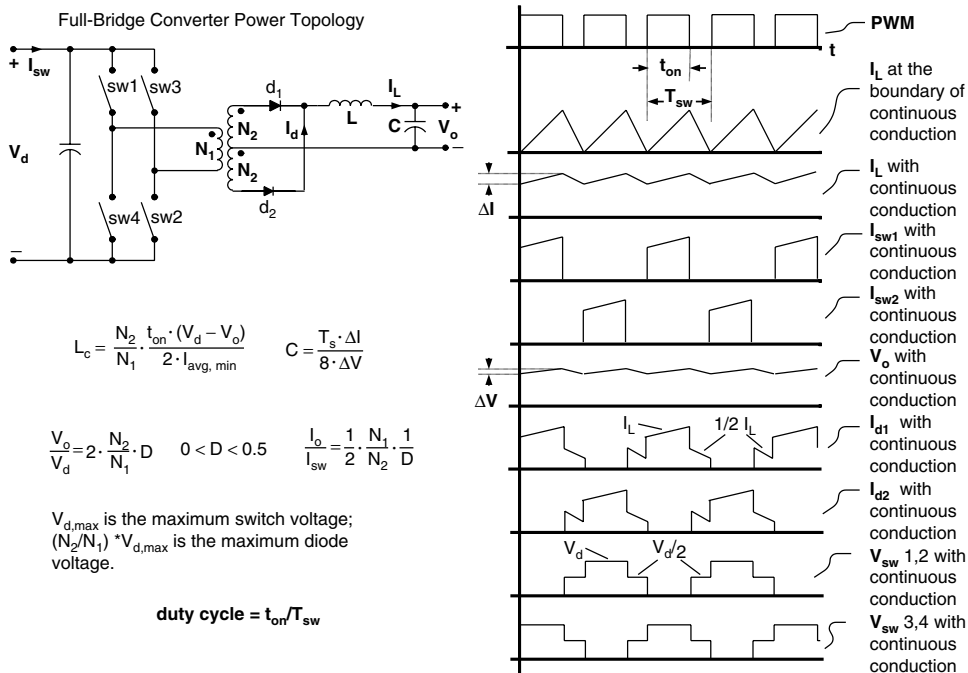 Full-Bridge Converter Power Topology
+ I_sw
sw1
sw3
V_d
N_1
N_2
N_2
d_1
I_d
L
I_L
C
+
V_o
–
sw4
sw2
d_2
–
L_c = N_2/N_1 · t_on · (V_d – V_o)/2 · I_avg, min
C = T_s · ΔI/8 · ΔV
V_o/V_d = 2 · N_2/N_1 · D
0 < D < 0.5
I_o/I_sw = 1/2 · N_1/N_2 · 1/D
V_d,max is the maximum switch voltage;
(N_2/N_1) *V_d,max is the maximum diode
voltage.
duty cycle = t_on/T_sw
PWM
t
t_on
T_sw
I_L at the
boundary of
continuous
conduction
ΔI
I_L with
continuous
conduction
I_sw1 with
continuous
conduction
I_sw2 with
continuous
conduction
ΔV
V_o with
continuous
conduction
I_L
1/2 I_L
I_d1 with
continuous
conduction
I_d2 with
continuous
conduction
V_d
V_d/2
V_sw 1,2 with
continuous
conduction
V_sw 3,4 with
continuous
conduction